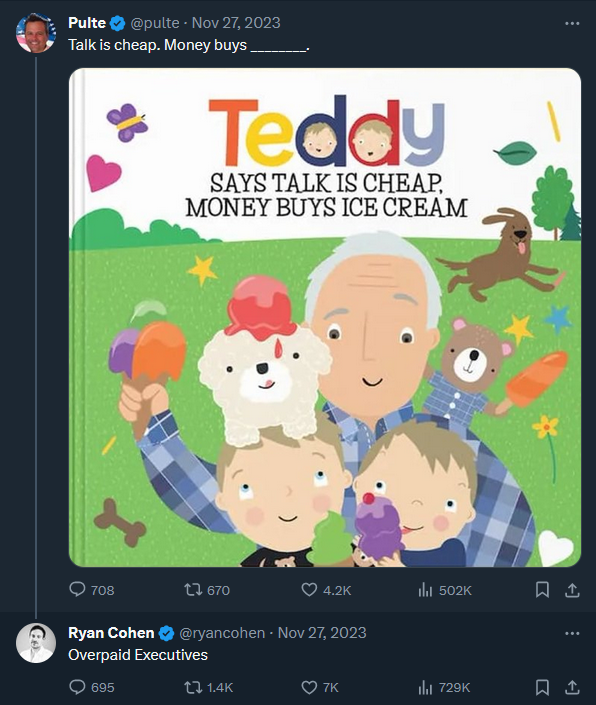 Pulte @pulte · Nov 27, 2023
Talk is cheap. Money buys ________.
Teddy
SAYS TALK IS CHEAP,
MONEY BUYS ICE CREAM
708 670 4.2K 502K
Ryan Cohen @ryancohen · Nov 27, 2023
Overpaid Executives
695 1.4K 7K 729K